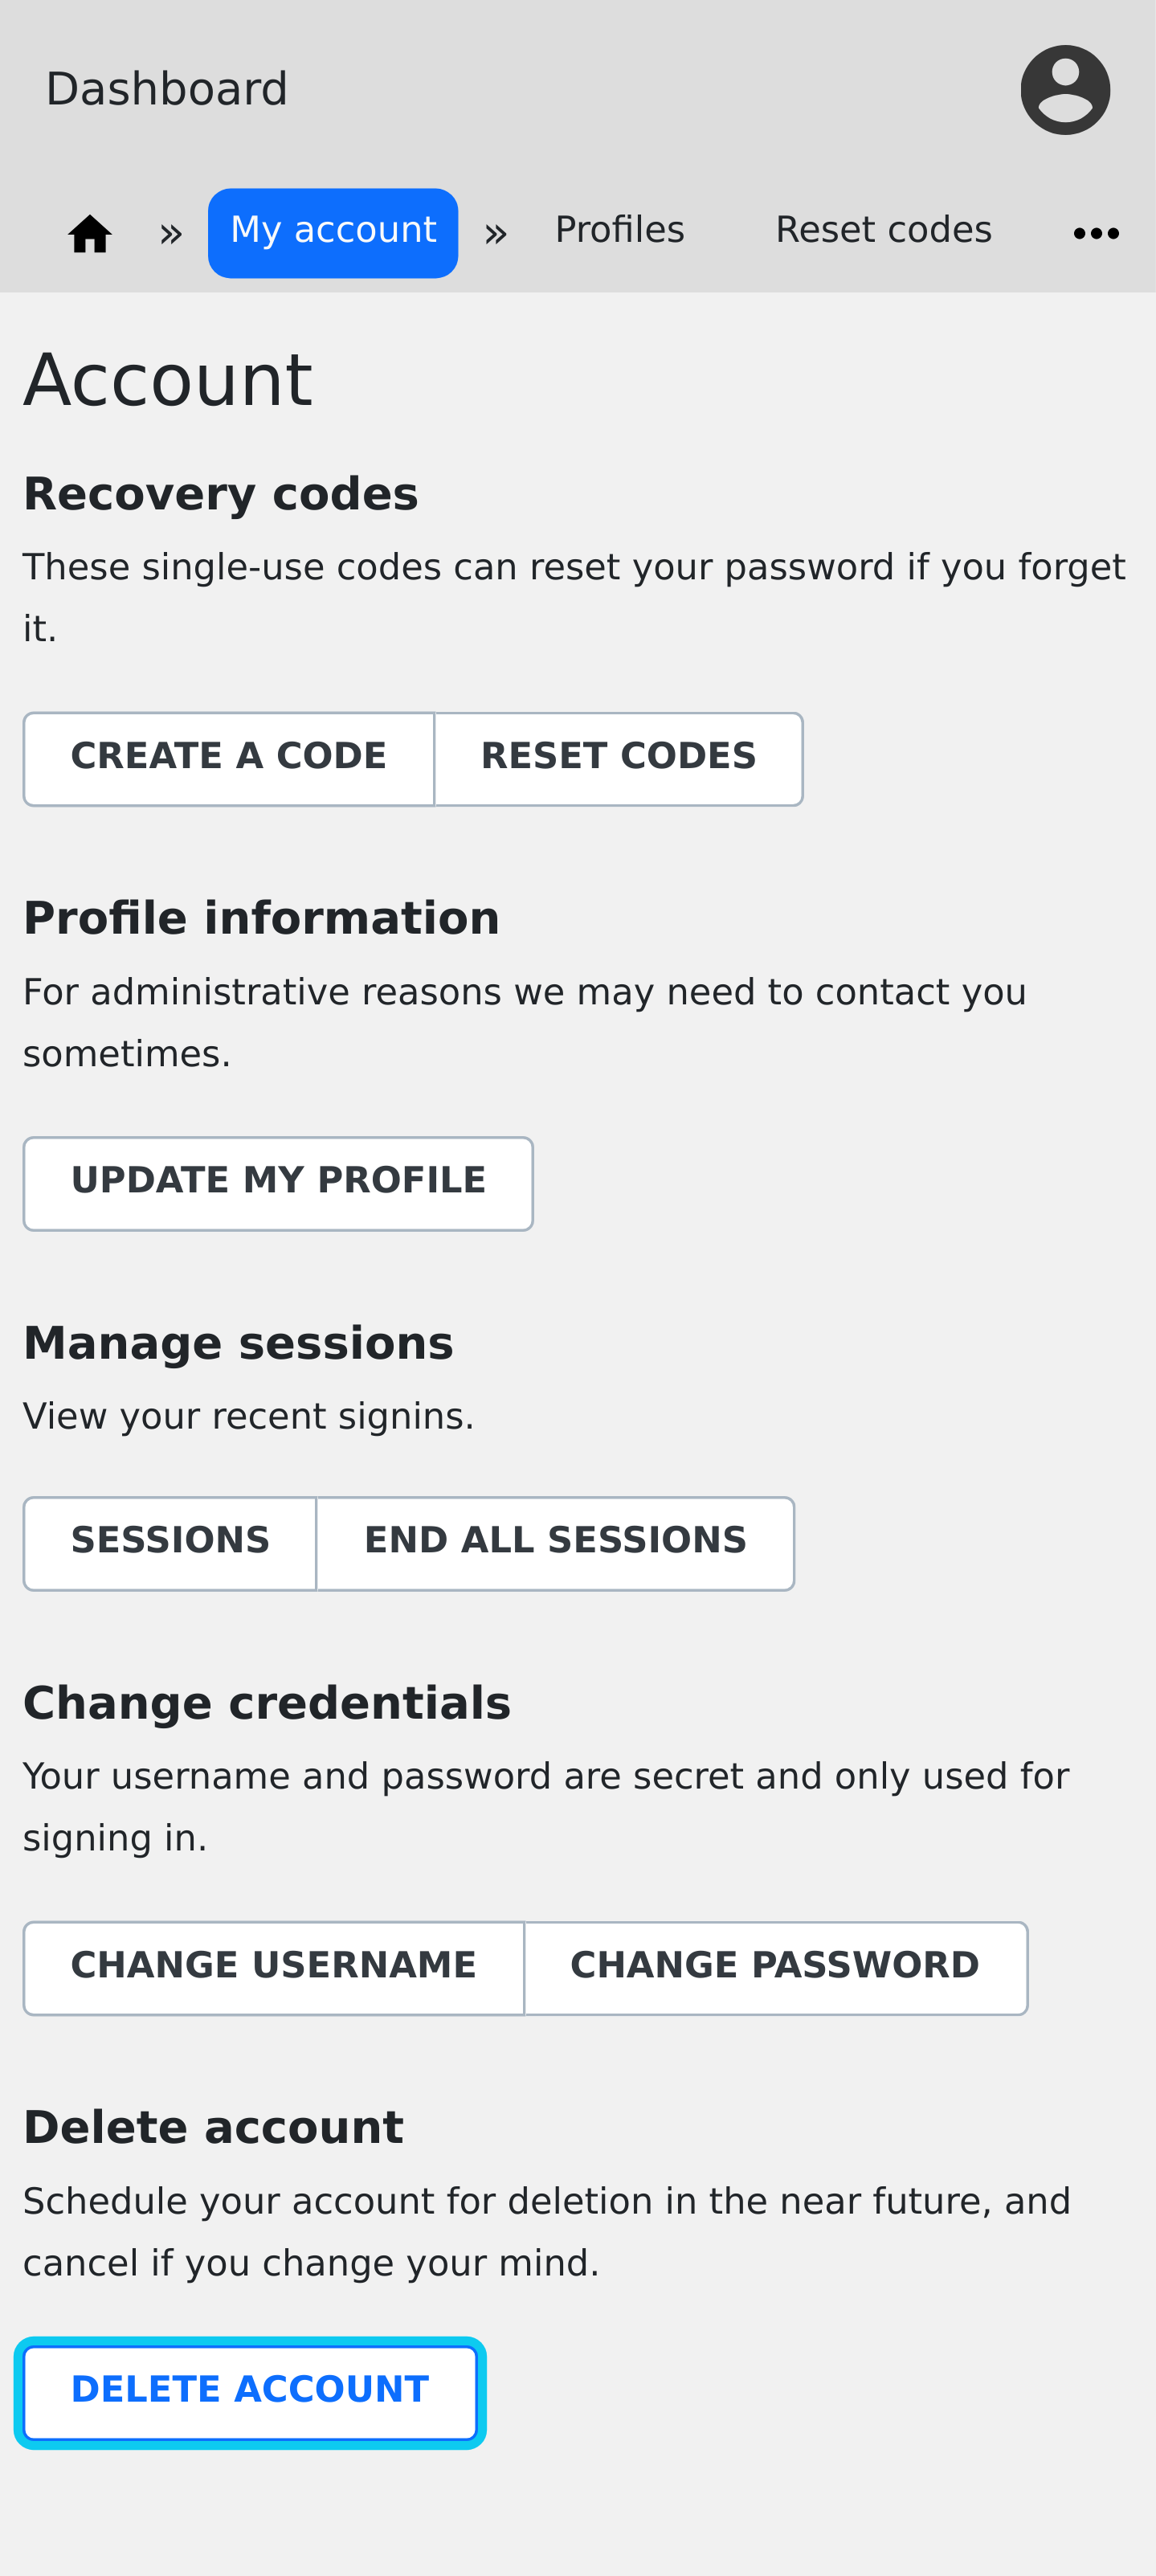 Dashboard
» My account » Profiles Reset codes
Account
Recovery codes
These single-use codes can reset your password if you forget
it.
CREATE A CODE RESET CODES
Profile information
For administrative reasons we may need to contact you
sometimes.
UPDATE MY PROFILE
Manage sessions
View your recent signins.
SESSIONS END ALL SESSIONS
Change credentials
Your username and password are secret and only used for
signing in.
CHANGE USERNAME CHANGE PASSWORD
Delete account
Schedule your account for deletion in the near future, and
cancel if you change your mind.
DELETE ACCOUNT